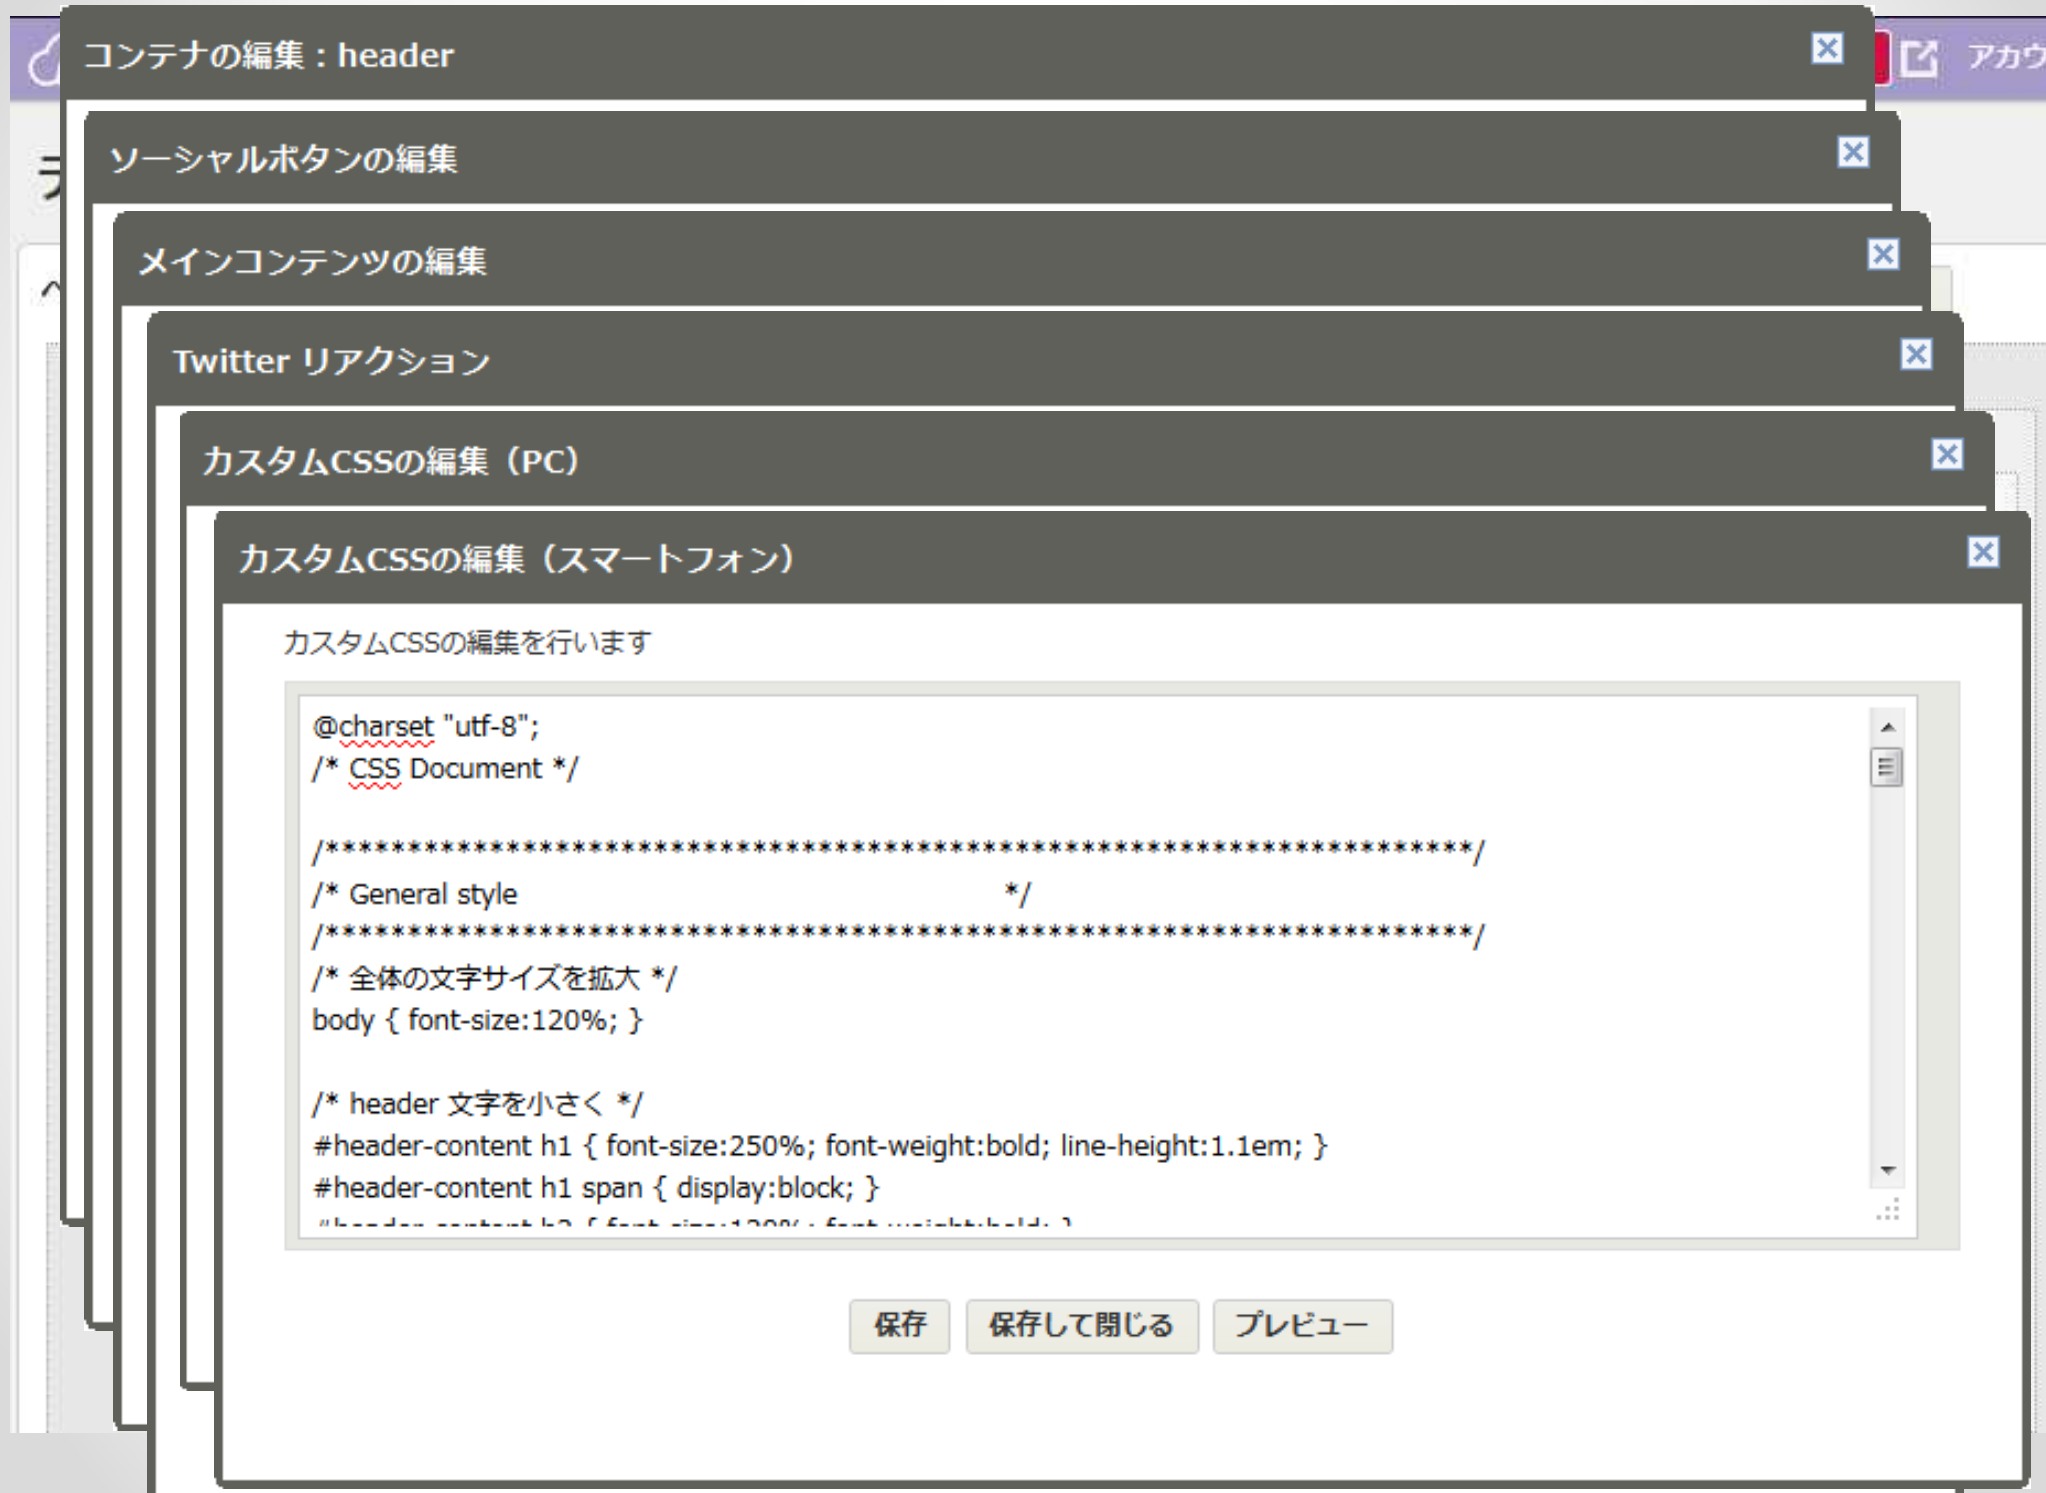 コンテナの編集：header
アカウ
ソーシャルボタンの編集
メインコンテンツの編集
Twitter リアクション
カスタムCSSの編集（PC）
カスタムCSSの編集（スマートフォン）
カスタムCSSの編集を行います
@charset "utf-8";
/* CSS Document */
/***********************************************************************/
/* General style */
/***********************************************************************/
/* 全体の文字サイズを拡大 */
body { font-size:120%; }
/* header 文字を小さく */
#header-content h1 { font-size:250%; font-weight:bold; line-height:1.1em; }
#header-content h1 span { display:block; }
保存
保存して閉じる
プレビュー